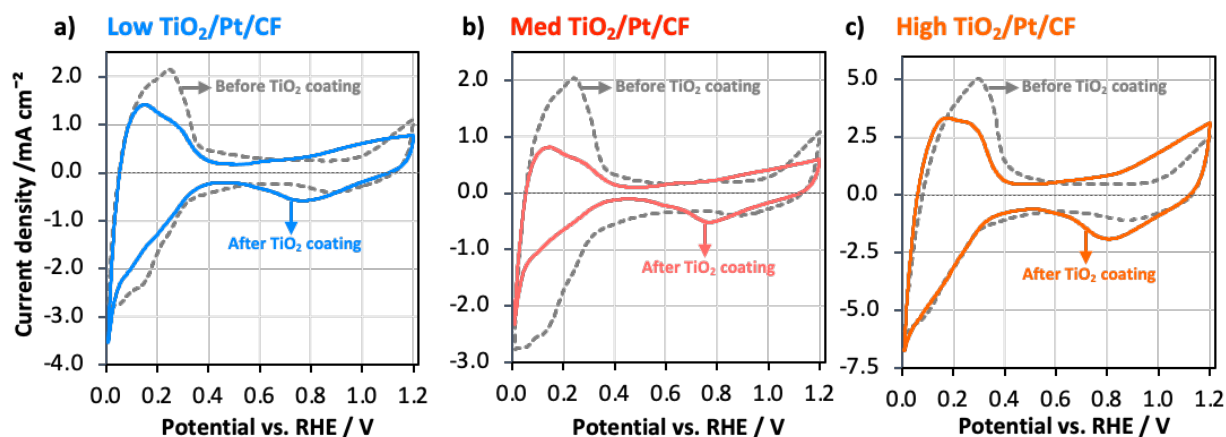 a) Low TiO₂/Pt/CF
b) Med TiO₂/Pt/CF
c) High TiO₂/Pt/CF
Current density /mA cm⁻²
2.0
1.0
0.0
-1.0
-2.0
-3.0
-4.0
Before TiO₂ coating
After TiO₂ coating
0.0 0.2 0.4 0.6 0.8 1.0 1.2
Potential vs. RHE / V
3.0
2.0
1.0
0.0
-1.0
-2.0
-3.0
Before TiO₂ coating
After TiO₂ coating
0.0 0.2 0.4 0.6 0.8 1.0 1.2
Potential vs. RHE / V
5.0
2.5
0.0
-2.5
-5.0
-7.5
Before TiO₂ coating
After TiO₂ coating
0.0 0.2 0.4 0.6 0.8 1.0 1.2
Potential vs. RHE / V